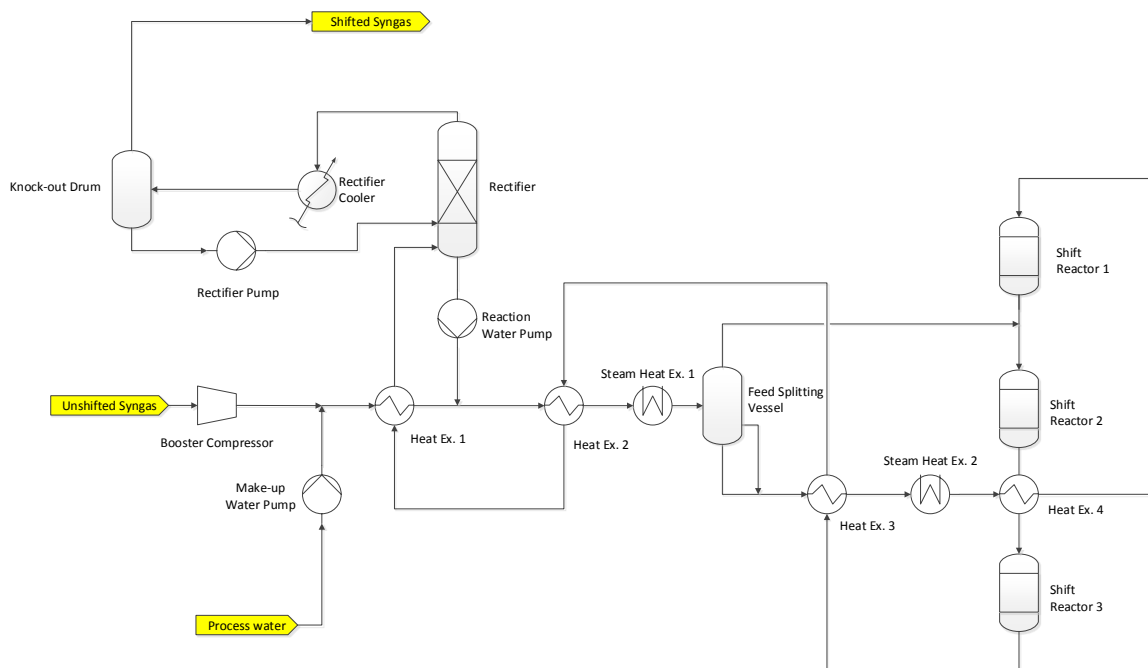 Shifted Syngas
Knock-out Drum
Rectifier
Cooler
Rectifier
Rectifier Pump
Shift
Reactor 1
Reaction
Water Pump
Steam Heat Ex. 1
Feed Splitting
Vessel
Unshifted Syngas
Booster Compressor
Heat Ex. 1
Heat Ex. 2
Shift
Reactor 2
Steam Heat Ex. 2
Make-up
Water Pump
Heat Ex. 3
Heat Ex. 4
Shift
Reactor 3
Process water